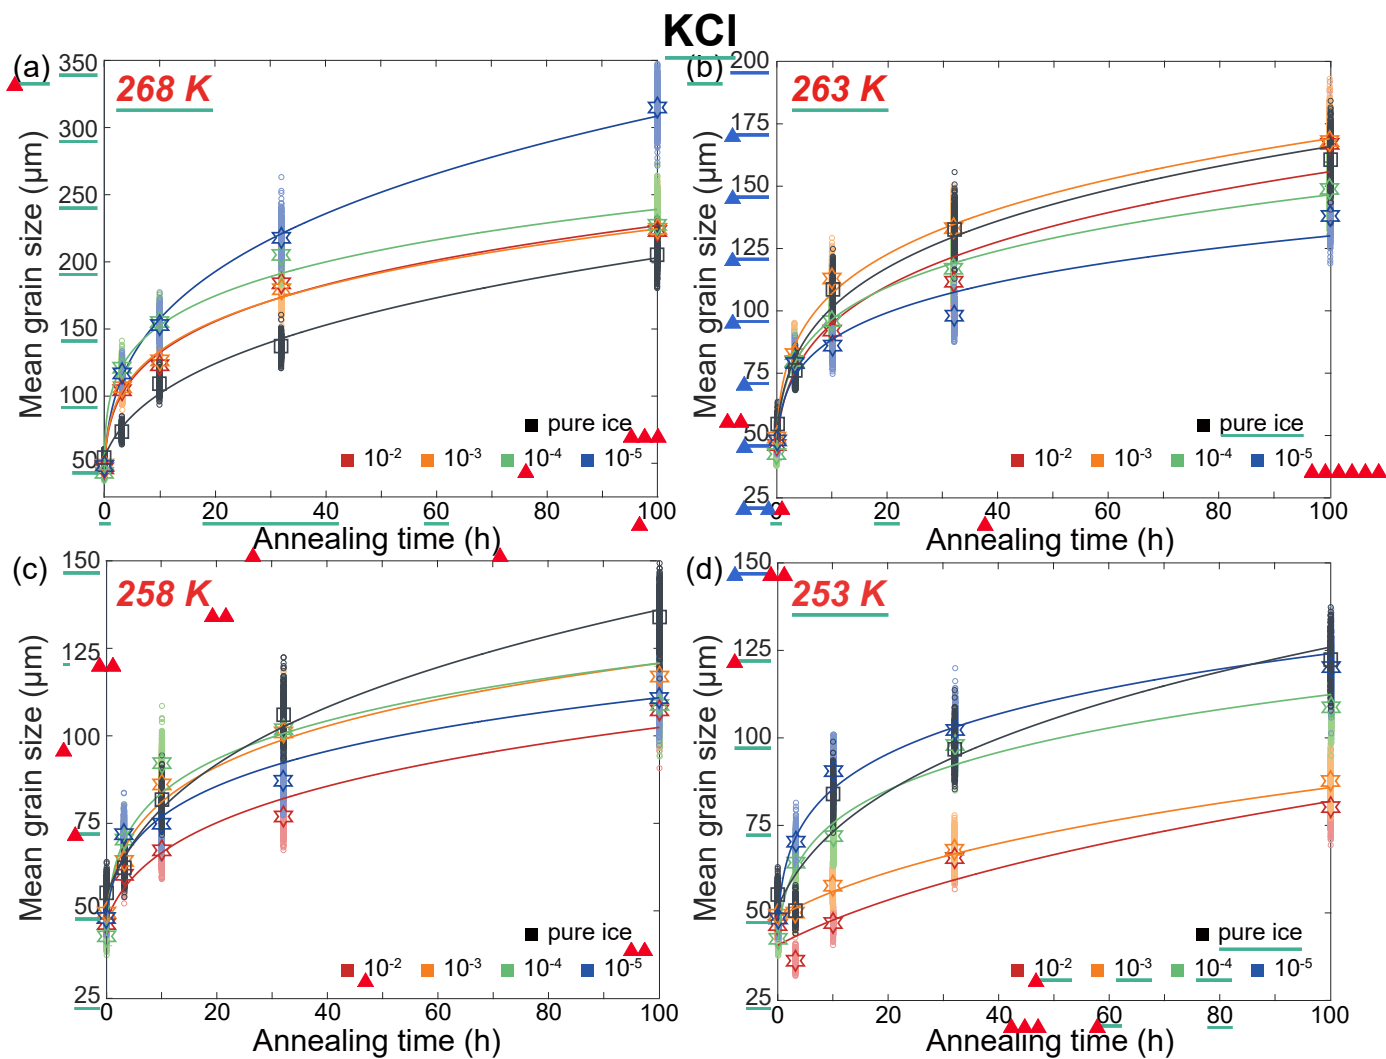 KCl
(a)
268 K
350
300
250
200
150
100
50
Mean grain size (μm)
pure ice
10-2 10-3 10-4 10-5
0 20 40 60 80 100
Annealing time (h)
(b)
263 K
200
175
150
125
100
75
50
25
Mean grain size (μm)
pure ice
10-2 10-3 10-4 10-5
0 20 40 60 80 100
Annealing time (h)
(c)
258 K
150
125
100
75
50
25
Mean grain size (μm)
pure ice
10-2 10-3 10-4 10-5
0 20 40 60 80 100
Annealing time (h)
(d)
253 K
150
125
100
75
50
25
Mean grain size (μm)
pure ice
10-2 10-3 10-4 10-5
0 20 40 60 80 100
Annealing time (h)